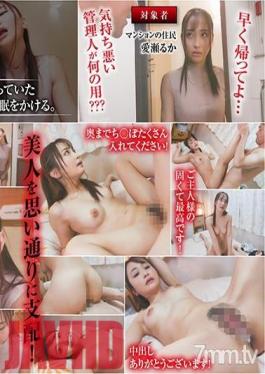 対象者
マンションの住民
愛瀬るか
早く帰ってよ…
気持ち悪い
管理人が何の用???
っていた
眠をかける。
奥までち○ぽたくさん
入れてください!
ご主人様の
固くて最高です!
美人を思い通りに支配!
中出し
ありがとうございます!
7mm.tv